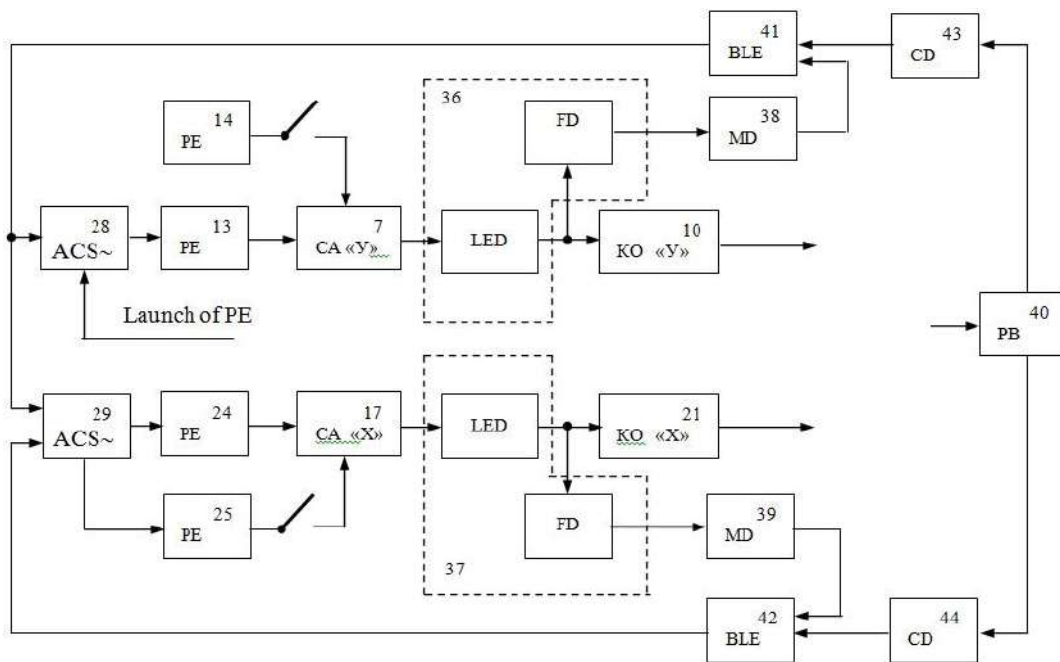 41
BLE
43
CD
36
14
PE
FD
38
MD
28
ACS~
13
PE
7
CA «У»
LED
10
КО «У»
Launch of PE
40
PB
29
ACS~
24
PE
17
CA «X»
LED
21
КО «X»
25
PE
FD
39
MD
37
42
BLE
44
CD